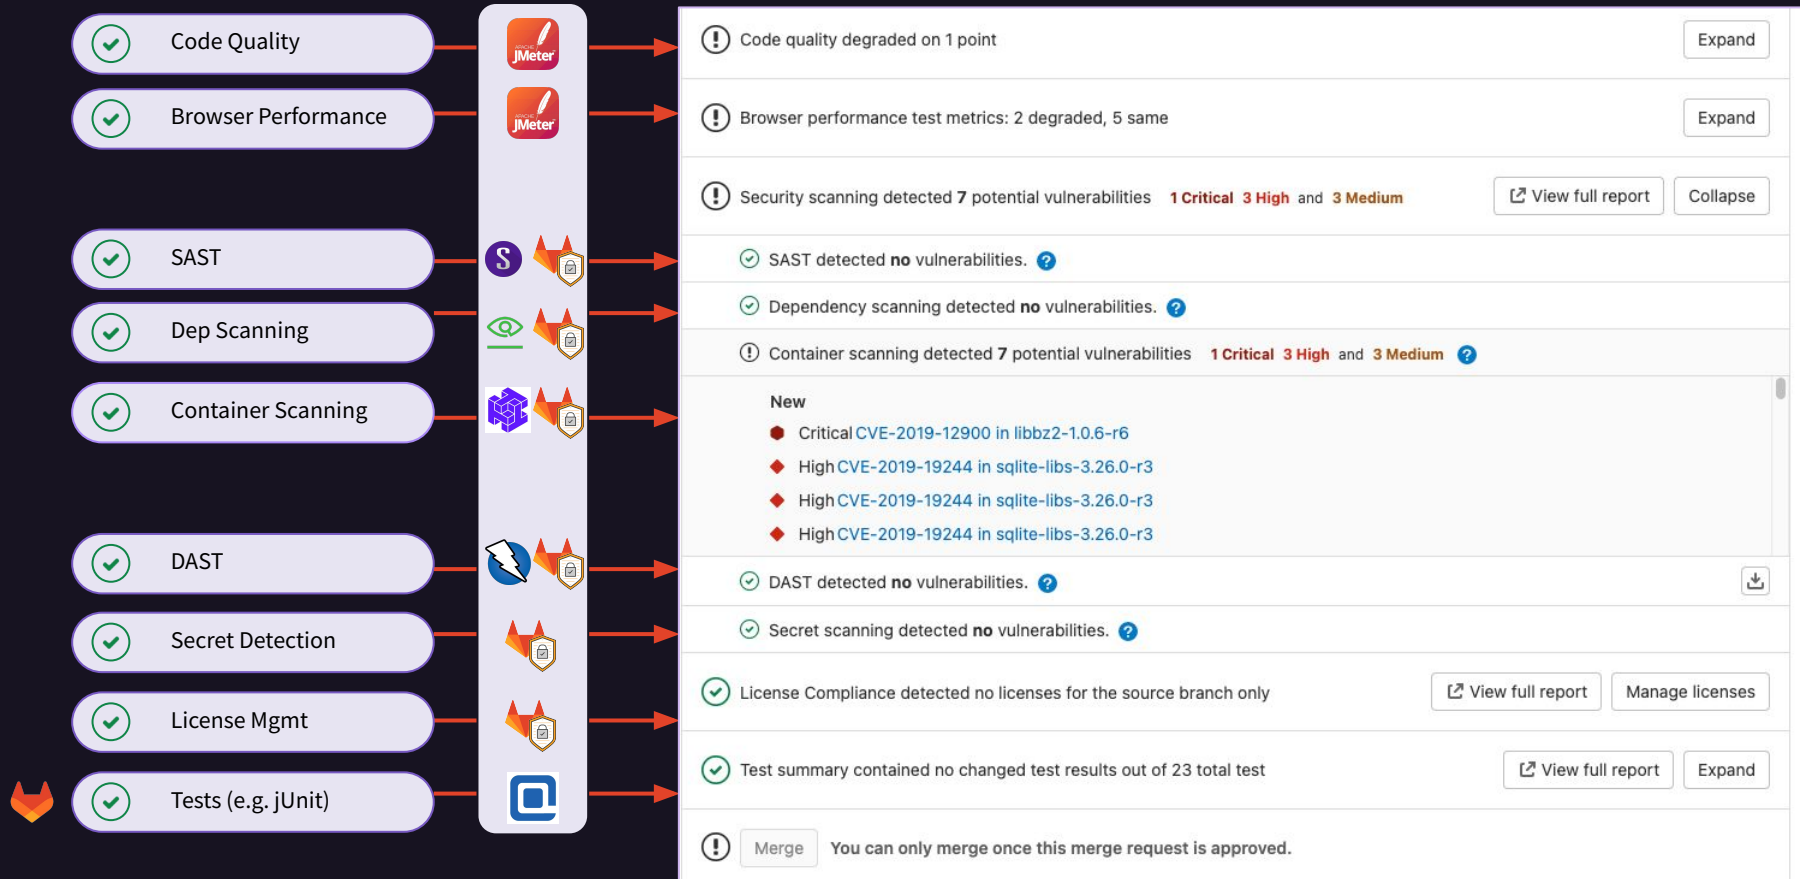 Code Quality
APACHE
JMeter
Code quality degraded on 1 point
Expand
Browser Performance
APACHE
JMeter
Browser performance test metrics: 2 degraded, 5 same
Expand
Security scanning detected 7 potential vulnerabilities 1 Critical 3 High and 3 Medium
View full report
Collapse
SAST
S
SAST detected no vulnerabilities. ?
Dep Scanning
Dependency scanning detected no vulnerabilities. ?
Container Scanning
Container scanning detected 7 potential vulnerabilities 1 Critical 3 High and 3 Medium ?
New
Critical CVE-2019-12900 in libbz2-1.0.6-r6
High CVE-2019-19244 in sqlite-libs-3.26.0-r3
High CVE-2019-19244 in sqlite-libs-3.26.0-r3
High CVE-2019-19244 in sqlite-libs-3.26.0-r3
DAST
DAST detected no vulnerabilities. ?
Secret Detection
Secret scanning detected no vulnerabilities. ?
License Mgmt
License Compliance detected no licenses for the source branch only
View full report
Manage licenses
Tests (e.g. jUnit)
Test summary contained no changed test results out of 23 total test
View full report
Expand
Merge
You can only merge once this merge request is approved.